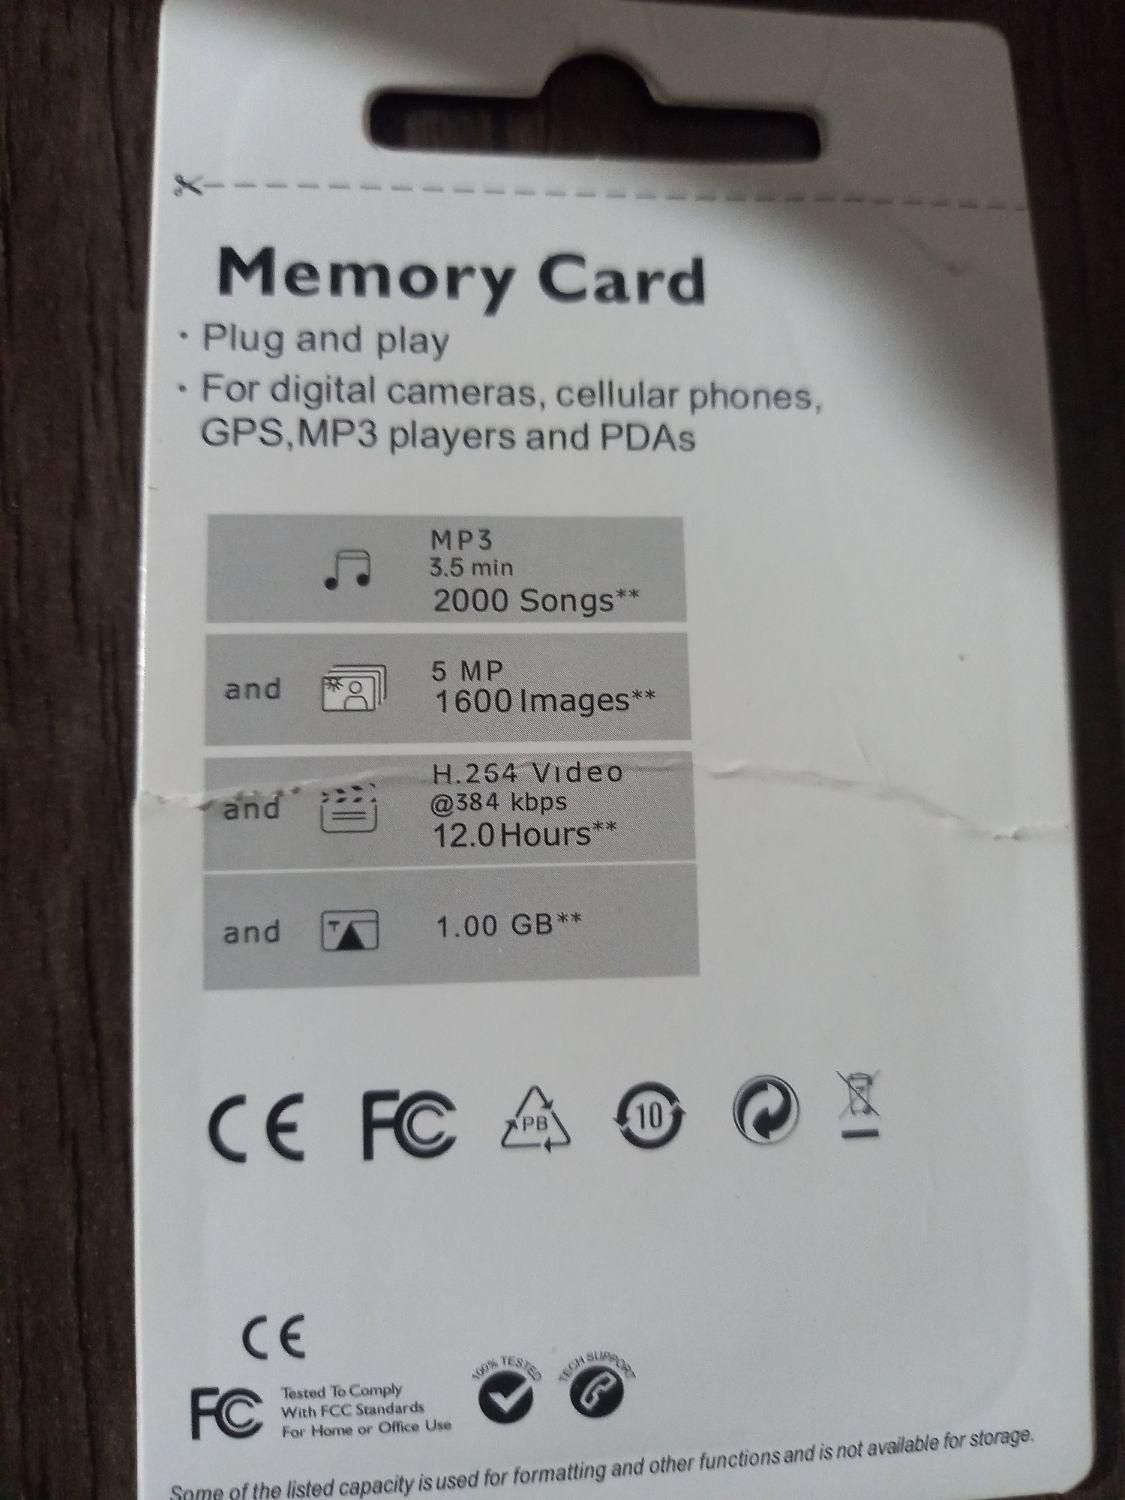 Memory Card
· Plug and play
· For digital cameras, cellular phones,
GPS,MP3 players and PDAs
MP3
3.5 min
2000 Songs**
and
5 MP
1600 Images**
and
H.264 Video
@384 kbps
12.0 Hours**
and
T
1.00 GB**
CE FC PB 10
CE
FC
Tested To Comply
With FCC Standards
For Home or Office Use
100% TESTED
TECH SUPPORT
Some of the listed capacity is used for formatting and other functions and is not available for storage.